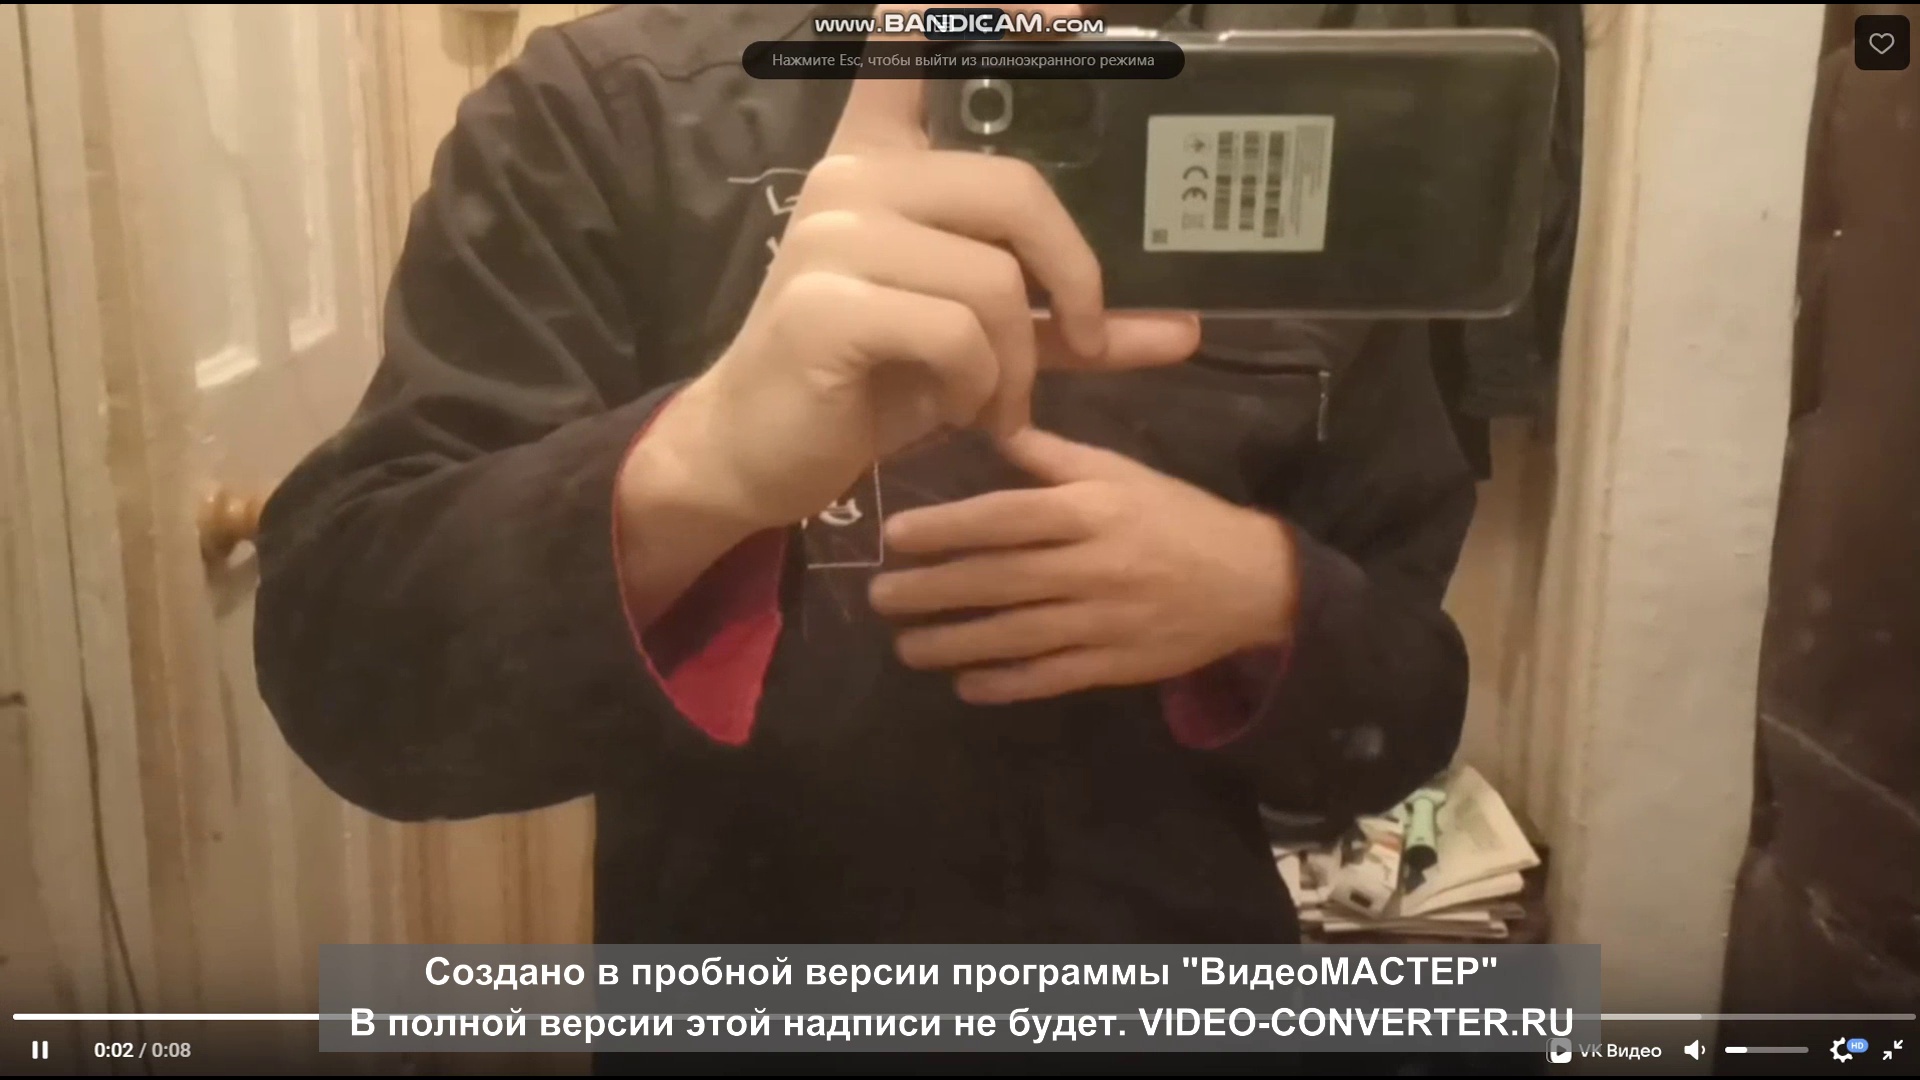 www.BANDICAM.com
Нажмите Esc, чтобы выйти из полноэкранного режима
CE
Создано в пробной версии программы "ВидеоМАСТЕР"
В полной версии этой надписи не будет. VIDEO-CONVERTER.RU
0:02 / 0:08
VK Видео
HD